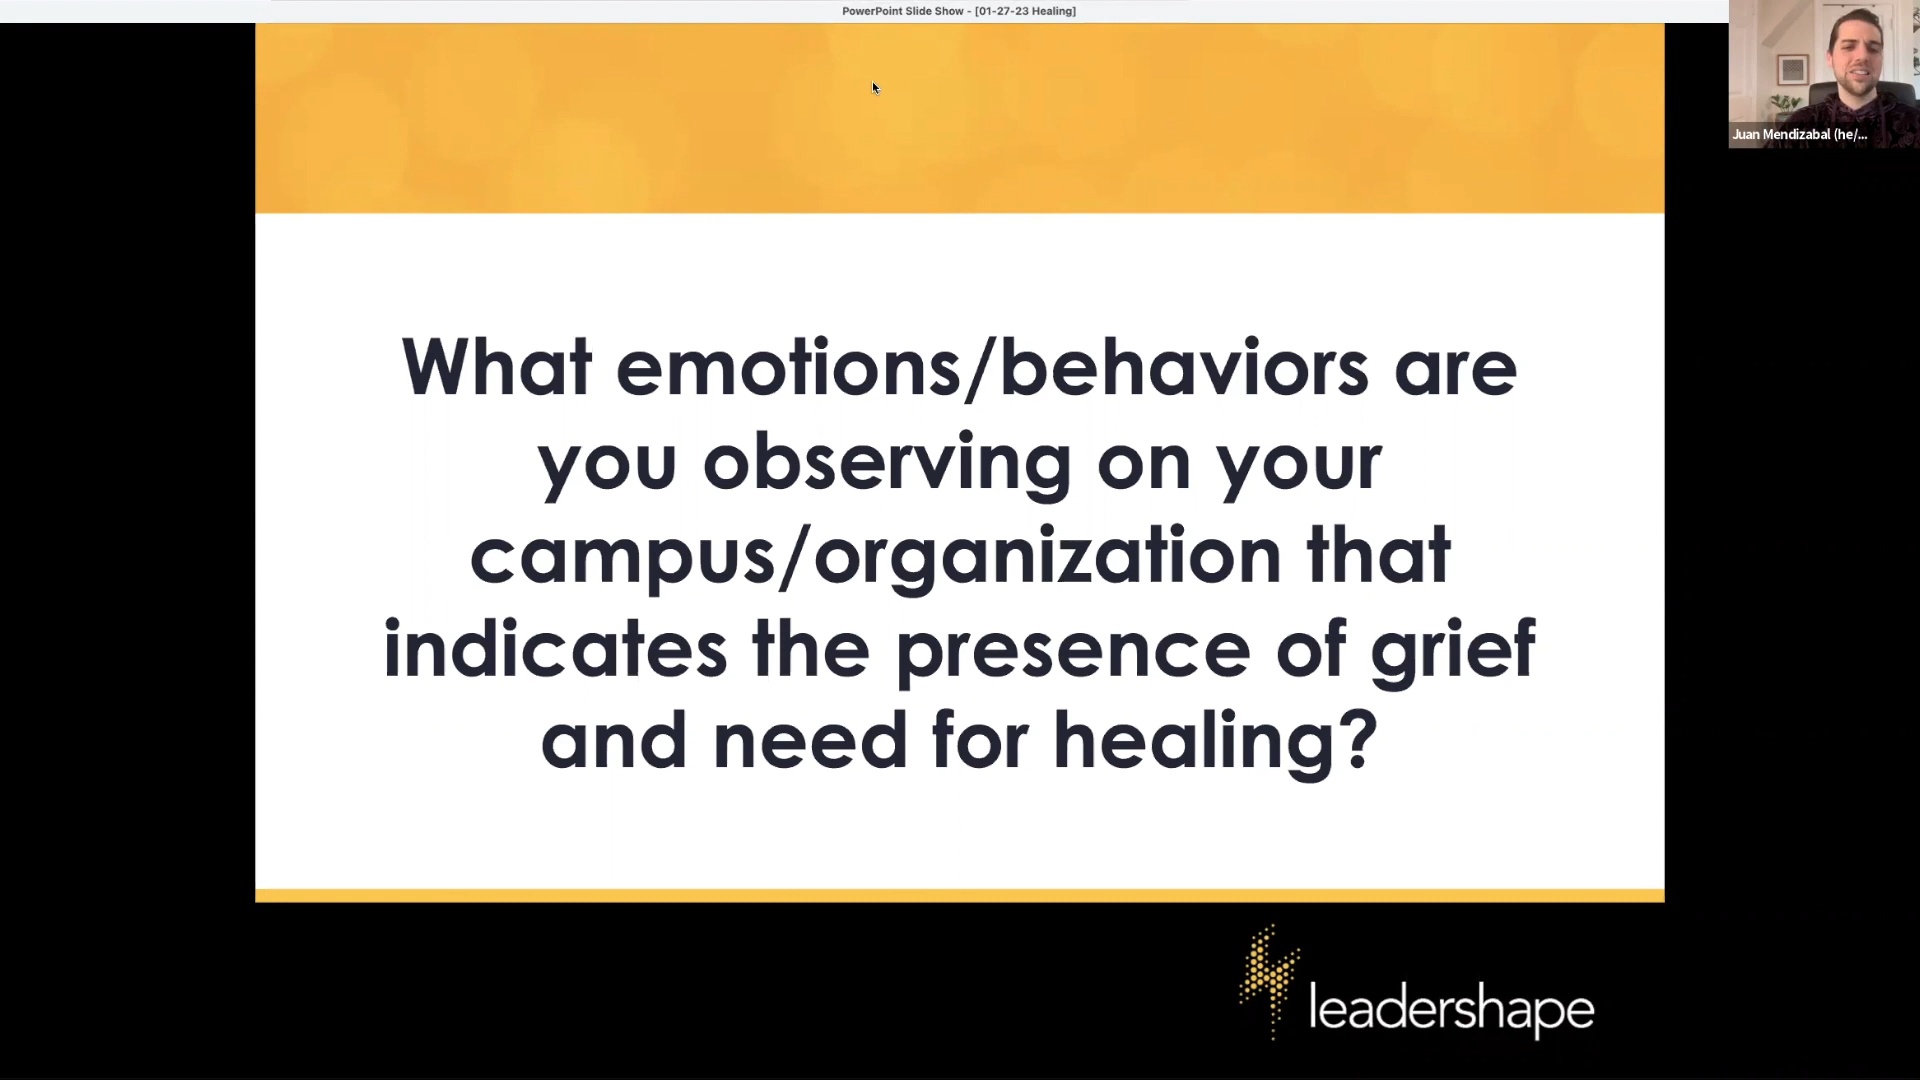 PowerPoint Slide Show - [01-27-23 Healing]
Juan Mendizabal (he/...
What emotions/behaviors are
you observing on your
campus/organization that
indicates the presence of grief
and need for healing?
leadershape